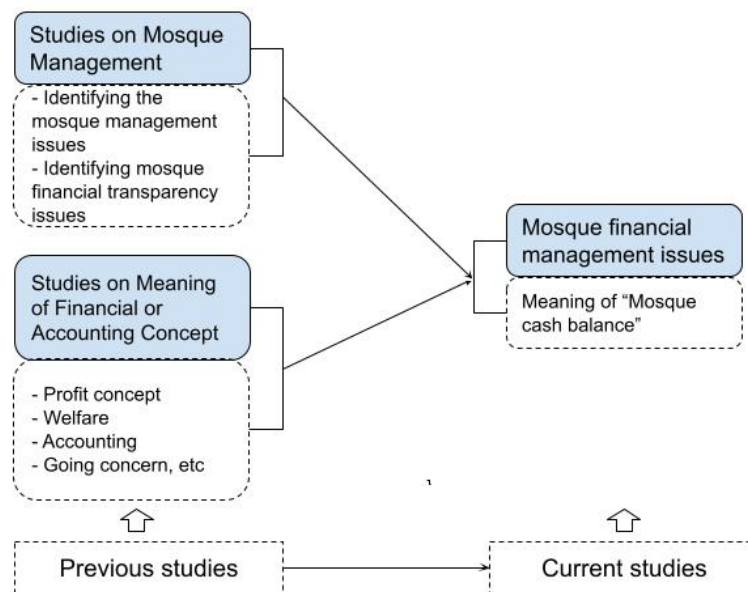 Studies on Mosque
Management
- Identifying the
mosque management
issues
- Identifying mosque
financial transparency
issues
Studies on Meaning
of Financial or
Accounting Concept
- Profit concept
- Welfare
- Accounting
- Going concern, etc
Mosque financial
management issues
Meaning of “Mosque
cash balance”
Previous studies
Current studies